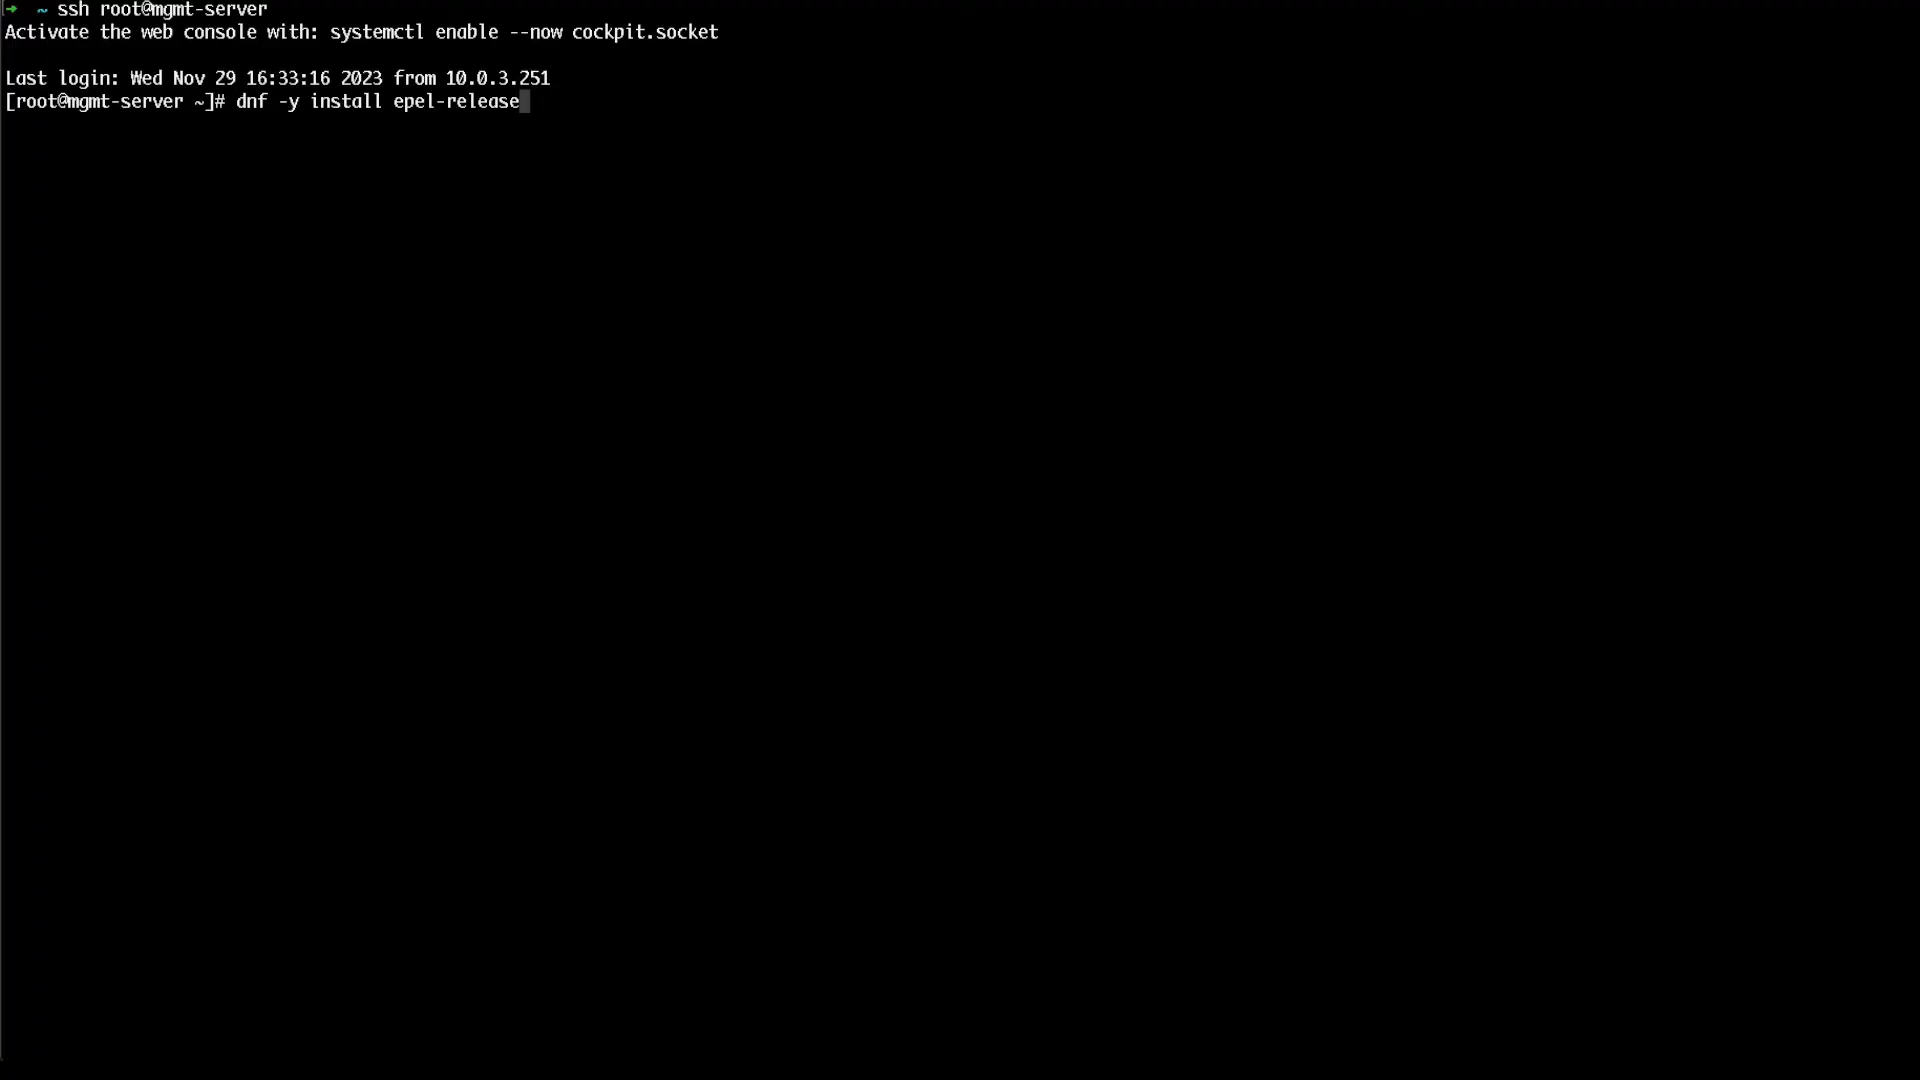 ➜ ~ ssh root@mgmt-server
Activate the web console with: systemctl enable --now cockpit.socket
Last login: Wed Nov 29 16:33:16 2023 from 10.0.3.251
[root@mgmt-server ~]# dnf -y install epel-release